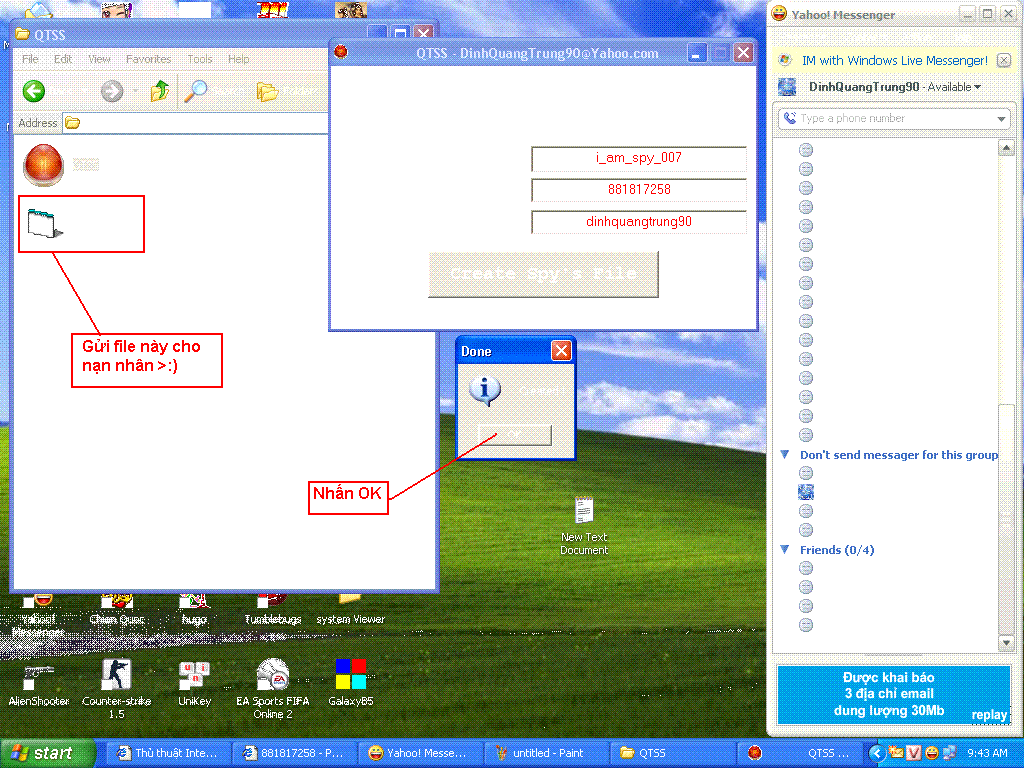 QTSS
File Edit View Favorites Tools Help
Address
Gửi file này cho
nạn nhân >:)
QTSS - DinhQuangTrung90@Yahoo.com
i_am_spy_007
881817258
dinhquangtrung90
Create Spy's File
Done
Nhấn OK
New Text
Document
Yahoo! Messenger
IM with Windows Live Messenger!
DinhQuangTrung90 - Available
Type a phone number
Don't send messager for this group
Friends (0/4)
Được khai báo
3 địa chỉ email
dung lượng 30Mb
replay
Yahoo!
Messenger
Chien Quoc
hugo
Tumblebugs
system Viewer
AlienShooter
Counter-strike
1.5
UniKey
EA Sports FIFA
Online 2
GalaxyB5
start
Thủ thuật Inte...
881817258 - P...
Yahoo! Messe...
untitled - Paint
QTSS
QTSS ...
9:43 AM